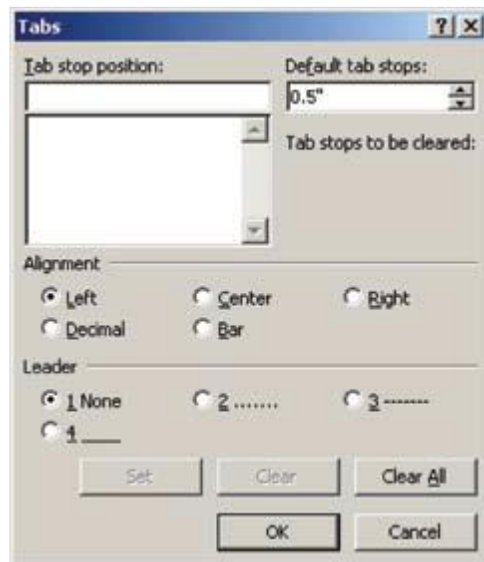 Tabs
Tab stop position: Default tab stops:
0.5"
Tab stops to be cleared:
Alignment
Left Center Right
Decimal Bar
Leader
1 None 2 ....... 3 -------
4 ____
Set Clear Clear All
OK Cancel